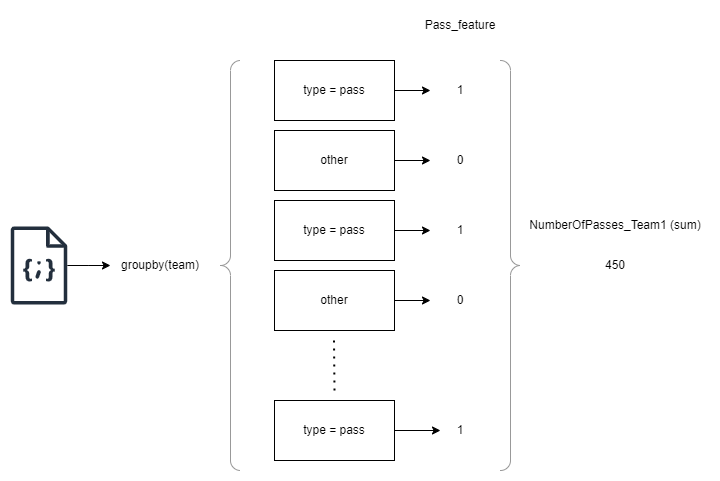 Pass_feature
type = pass
1
other
0
type = pass
1
NumberOfPasses_Team1 (sum)
{;}
groupby(team)
450
other
0
type = pass
1